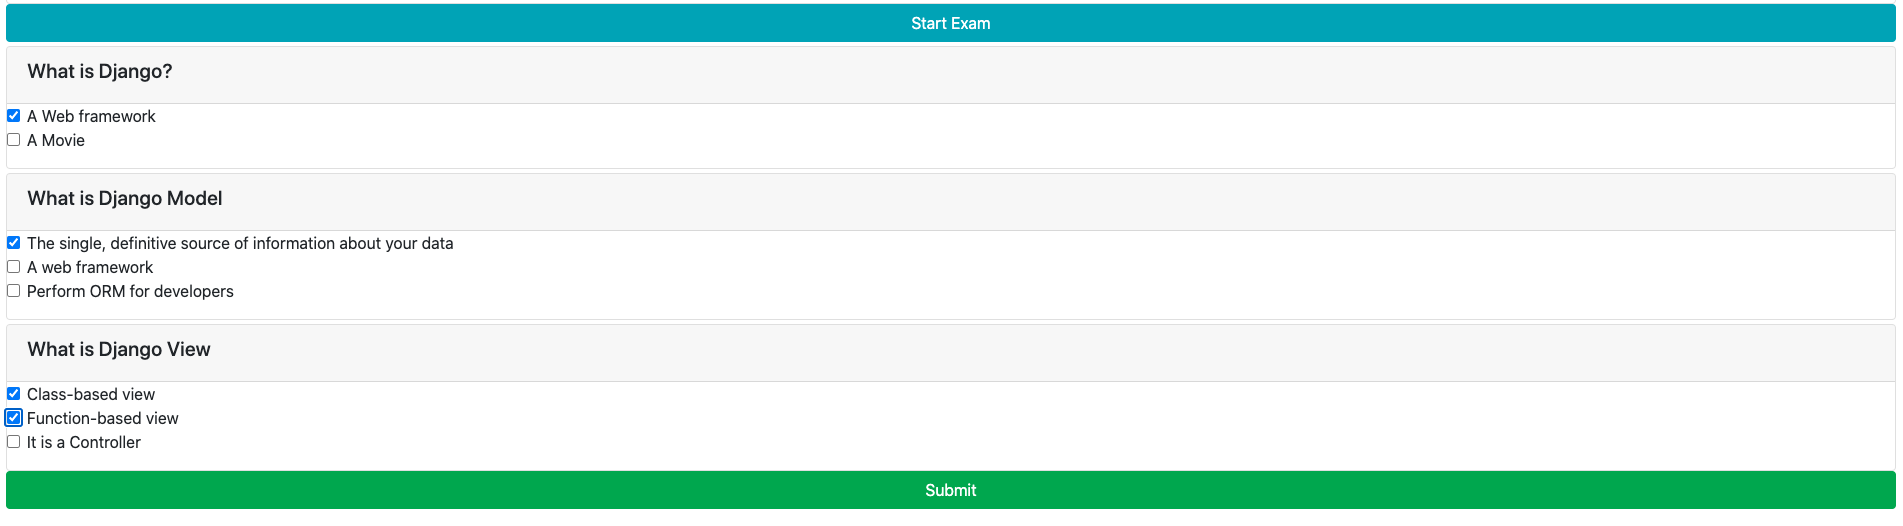 Start Exam
What is Django?
A Web framework
A Movie
What is Django Model
The single, definitive source of information about your data
A web framework
Perform ORM for developers
What is Django View
Class-based view
Function-based view
It is a Controller
Submit